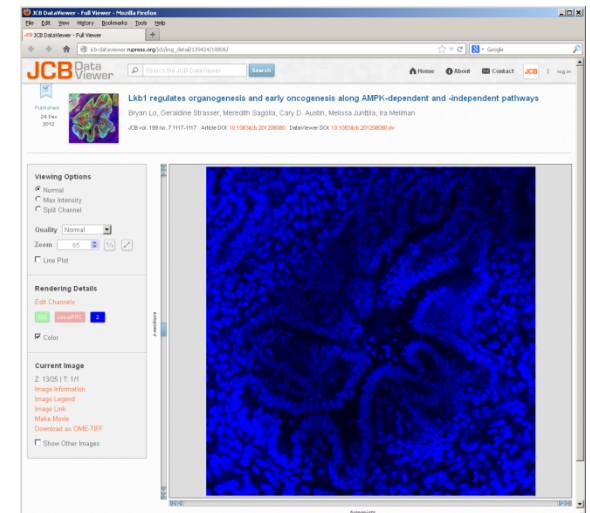 JCB DataViewer - Full Viewer - Mozilla Firefox
File Edit View History Bookmarks Tools Help
JCB DataViewer - Full Viewer
jcb-dataviewer.rupress.org/jcb/img_detail/139424/18806/
Google
JCB Data Viewer
Search the JCB DataViewer
Search
Home About Contact JCB | log in
Published
24 Dec
2012
Lkb1 regulates organogenesis and early oncogenesis along AMPK-dependent and -independent pathways
Bryan Lo, Geraldine Strasser, Meredith Sagolla, Cary D. Austin, Melissa Junttila, Ira Mellman
JCB vol. 199 no. 7 1117-1117 Article DOI: 10.1083/jcb.201208080 DataViewer DOI: 10.1083/jcb.201208080.dv
Viewing Options
Normal
Max Intensity
Split Channel
Quality Normal
Zoom 65
Line Plot
Rendering Details
Edit Channels
2
Color
Current Image
Z: 13/25 | T: 1/1
Image Information
Image Legend
Image Link
Make Movie
Download as OME-TIFF
Show Other Images